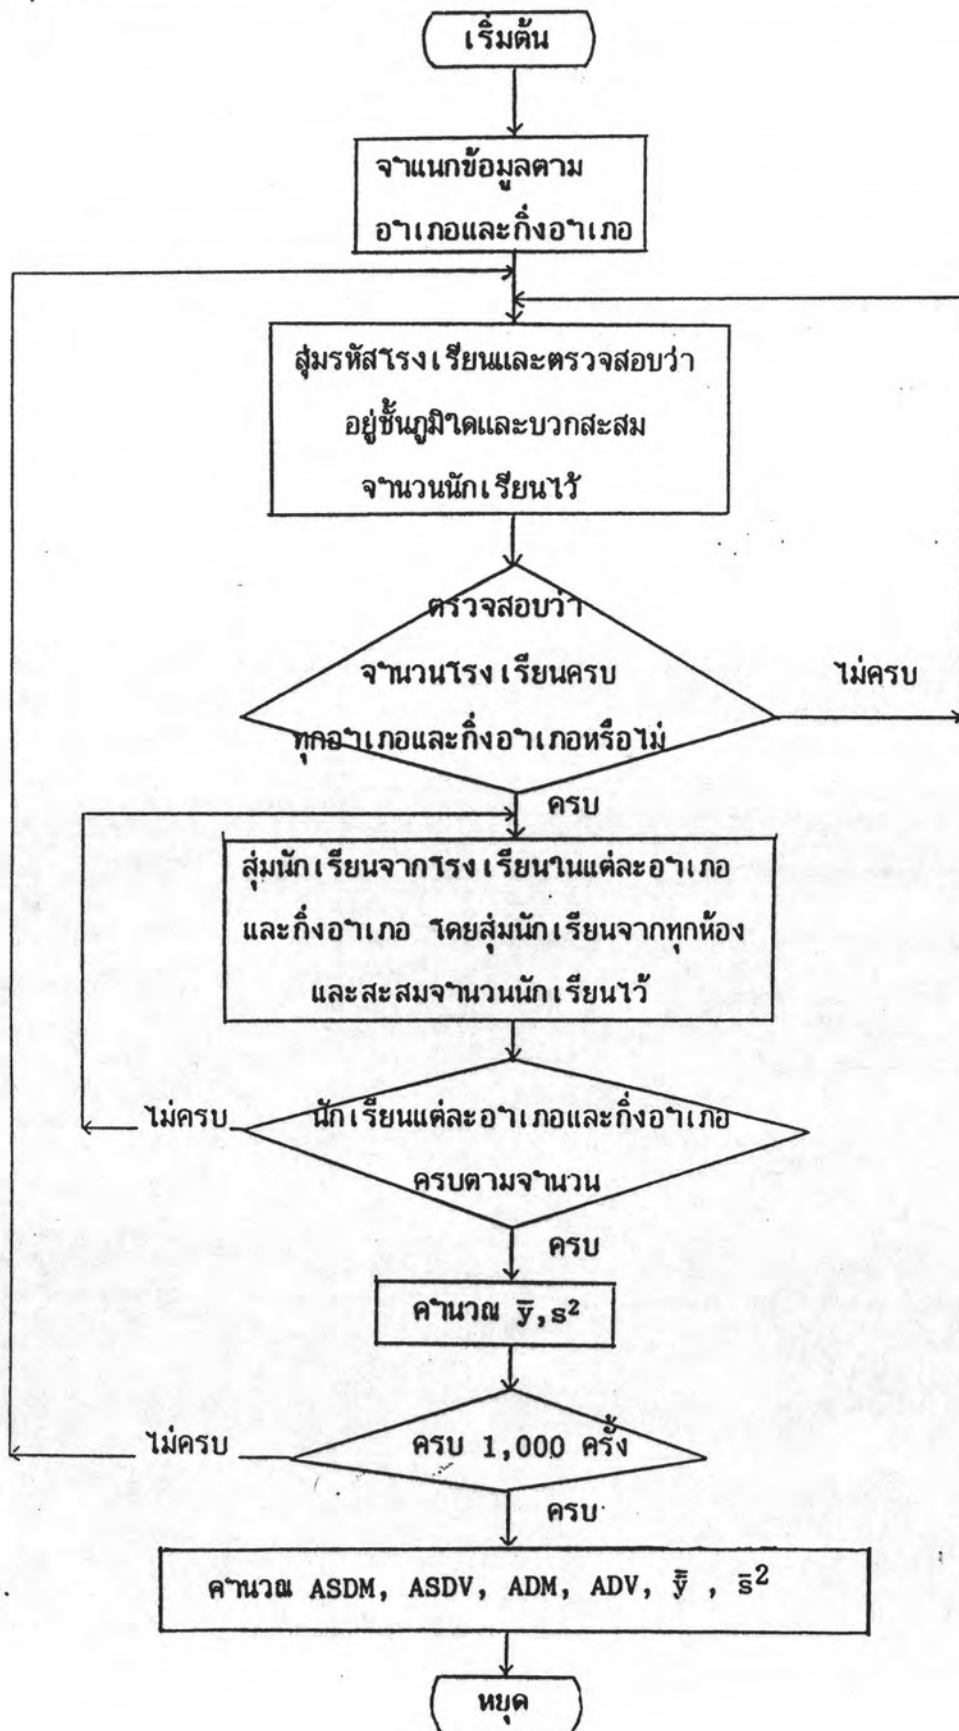 เริ่มต้น
จำแนกข้อมูลตาม
อำเภอและกิ่งอำเภอ
สุ่มรหัสโรงเรียนและตรวจสอบว่า
อยู่ชั้นภูมิใดและบวกสะสม
จำนวนนักเรียนไว้
ตรวจสอบว่า
จำนวนโรงเรียนครบ
ไม่ครบ
ทุกอำเภอและกิ่งอำเภอหรือไม่
ครบ
สุ่มนักเรียนจากโรงเรียนในแต่ละอำเภอ
และกิ่งอำเภอ โดยสุ่มนักเรียนจากทุกห้อง
และสะสมจำนวนนักเรียนไว้
ไม่ครบ
นักเรียนแต่ละอำเภอและกิ่งอำเภอ
ครบตามจำนวน
ครบ
คำนวณ ȳ,s²
ไม่ครบ
ครบ 1,000 ครั้ง
ครบ
คำนวณ ASDM, ASDV, ADM, ADV, ȳ̄ , s̄²
หยุด